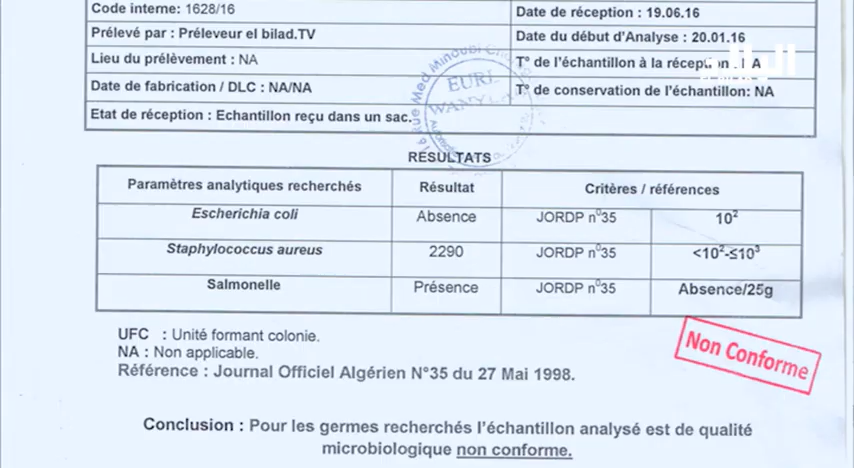 Code interne: 1628/16
Date de réception : 19.06.16
Prélevé par : Préleveur el bilad.TV
Date du début d'Analyse : 20.01.16
Lieu du prélèvement : NA
T° de l'échantillon à la réception : NA
Date de fabrication / DLC : NA/NA
T° de conservation de l'échantillon: NA
Etat de réception : Echantillon reçu dans un sac.
EURL
RESULTATS
Paramètres analytiques recherchés Résultat Critères / références
Escherichia coli Absence JORDP n°35 10²
Staphylococcus aureus 2290 JORDP n°35 <10²-≤10³
Salmonelle Présence JORDP n°35 Absence/25g
UFC : Unité formant colonie.
NA : Non applicable.
Référence : Journal Officiel Algérien N°35 du 27 Mai 1998.
Non Conforme
Conclusion : Pour les germes recherchés l'échantillon analysé est de qualité
microbiologique non conforme.